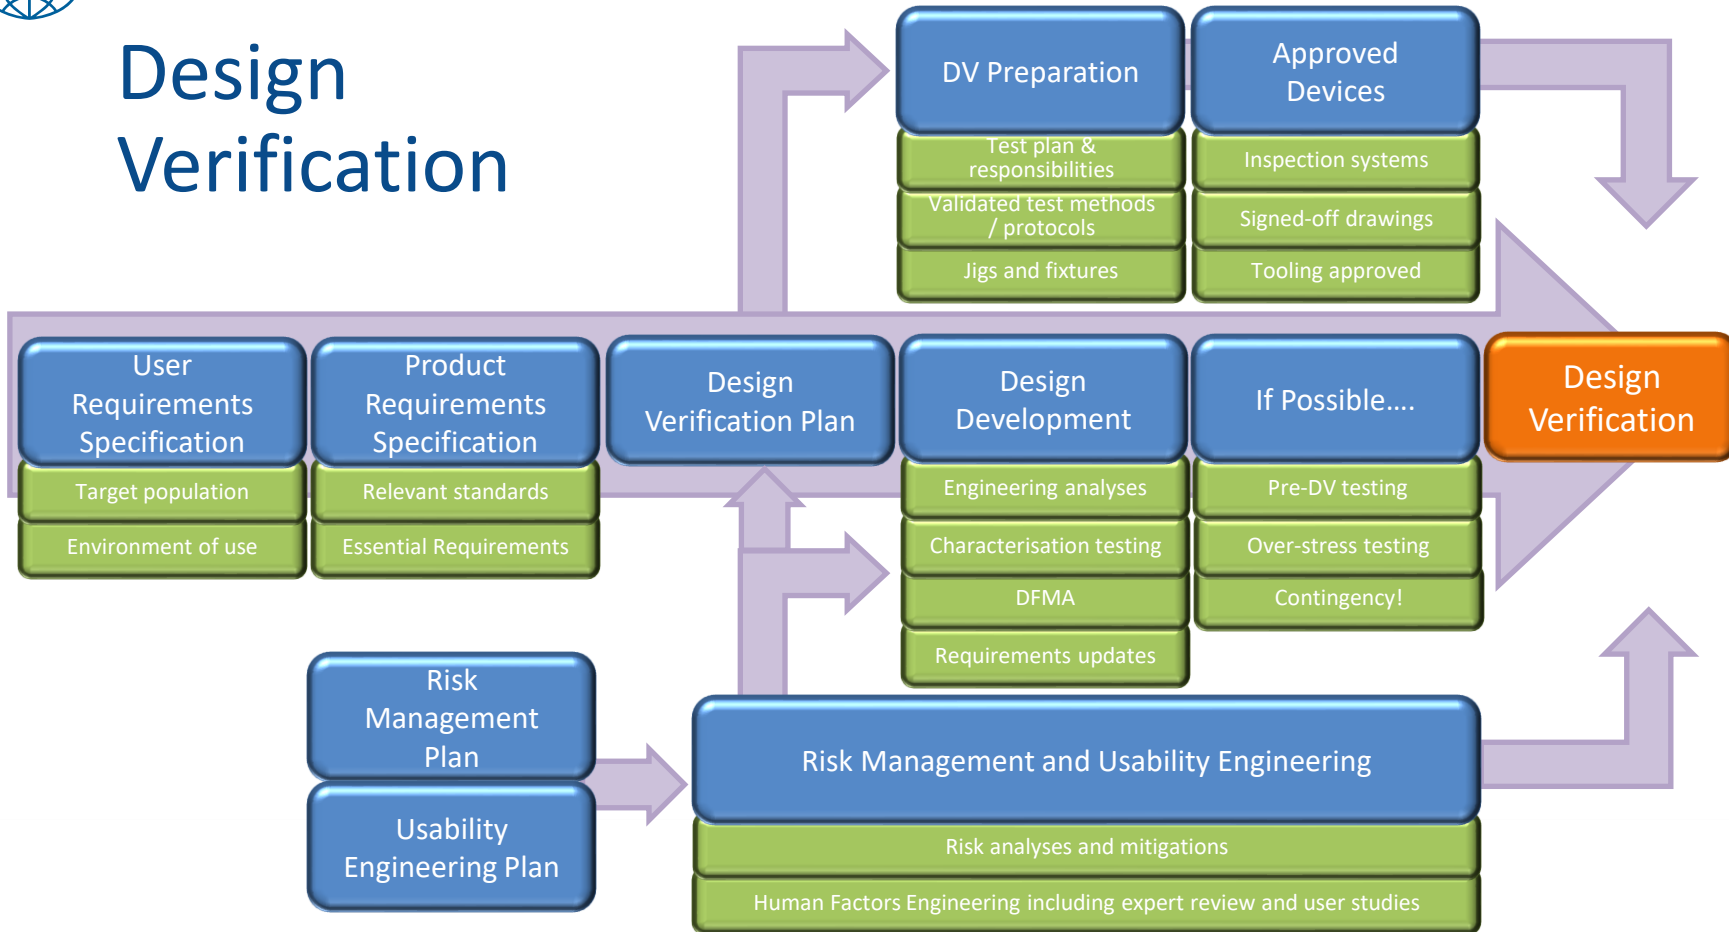 Design
Verification
DV Preparation
Test plan &
responsibilities
Validated test methods
/ protocols
Jigs and fixtures
Approved
Devices
Inspection systems
Signed-off drawings
Tooling approved
User
Requirements
Specification
Target population
Environment of use
Product
Requirements
Specification
Relevant standards
Essential Requirements
Design
Verification Plan
Design
Development
Engineering analyses
Characterisation testing
DFMA
Requirements updates
If Possible....
Pre-DV testing
Over-stress testing
Contingency!
Design
Verification
Risk
Management
Plan
Usability
Engineering Plan
Risk Management and Usability Engineering
Risk analyses and mitigations
Human Factors Engineering including expert review and user studies